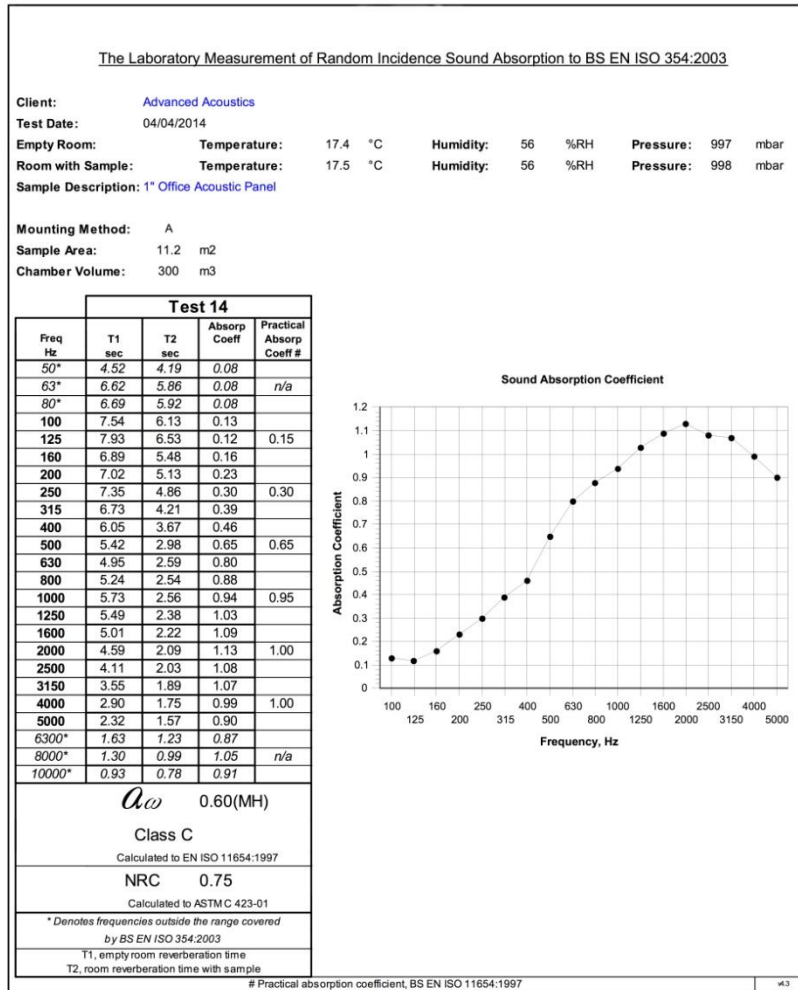 The Laboratory Measurement of Random Incidence Sound Absorption to BS EN ISO 354:2003
Client: Advanced Acoustics
Test Date: 04/04/2014
Empty Room: Temperature: 17.4 °C Humidity: 56 %RH Pressure: 997 mbar
Room with Sample: Temperature: 17.5 °C Humidity: 56 %RH Pressure: 998 mbar
Sample Description: 1" Office Acoustic Panel
Mounting Method: A
Sample Area: 11.2 m2
Chamber Volume: 300 m3
Test 14
Freq Hz T1 sec T2 sec Absorp Coeff Practical Absorp Coeff #
50* 4.52 4.19 0.08
63* 6.62 5.86 0.08 n/a
80* 6.69 5.92 0.08
100 7.54 6.13 0.13
125 7.93 6.53 0.12 0.15
160 6.89 5.48 0.16
200 7.02 5.13 0.23
250 7.35 4.86 0.30 0.30
315 6.73 4.21 0.39
400 6.05 3.67 0.46
500 5.42 2.98 0.65 0.65
630 4.95 2.59 0.80
800 5.24 2.54 0.88
1000 5.73 2.56 0.94 0.95
1250 5.49 2.38 1.03
1600 5.01 2.22 1.09
2000 4.59 2.09 1.13 1.00
2500 4.11 2.03 1.08
3150 3.55 1.89 1.07
4000 2.90 1.75 0.99 1.00
5000 2.32 1.57 0.90
6300* 1.63 1.23 0.87
8000* 1.30 0.99 1.05 n/a
10000* 0.93 0.78 0.91
aω 0.60(MH)
Class C
Calculated to EN ISO 11654:1997
NRC 0.75
Calculated to ASTM C 423-01
* Denotes frequencies outside the range covered
by BS EN ISO 354:2003
T1, empty room reverberation time
T2, room reverberation time with sample
Sound Absorption Coefficient
Absorption Coefficient
1.2
1.1
1
0.9
0.8
0.7
0.6
0.5
0.4
0.3
0.2
0.1
0
100 160 250 400 630 1000 1600 2500 4000
125 200 315 500 800 1250 2000 3150 5000
Frequency, Hz
# Practical absorption coefficient, BS EN ISO 11654:1997
v4.3